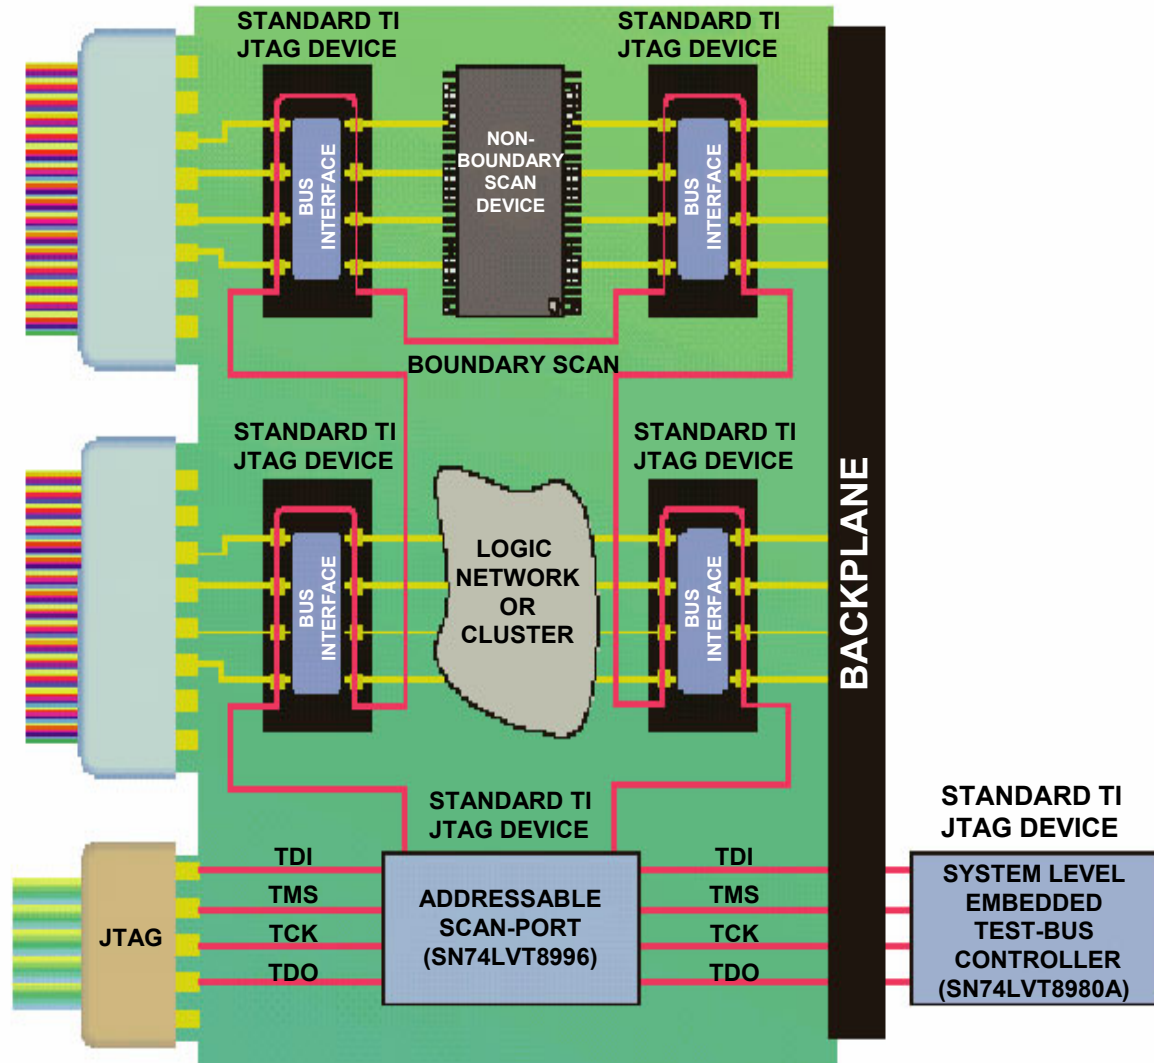 STANDARD TI
JTAG DEVICE
STANDARD TI
JTAG DEVICE
BUS
INTERFACE
NON-
BOUNDARY
SCAN
DEVICE
BUS
INTERFACE
BOUNDARY SCAN
STANDARD TI
JTAG DEVICE
STANDARD TI
JTAG DEVICE
BUS
INTERFACE
LOGIC
NETWORK
OR
CLUSTER
BUS
INTERFACE
BACKPLANE
STANDARD TI
JTAG DEVICE
STANDARD TI
JTAG DEVICE
JTAG
TDI
TMS
TCK
TDO
ADDRESSABLE
SCAN-PORT
(SN74LVT8996)
TDI
TMS
TCK
TDO
SYSTEM LEVEL
EMBEDDED
TEST-BUS
CONTROLLER
(SN74LVT8980A)